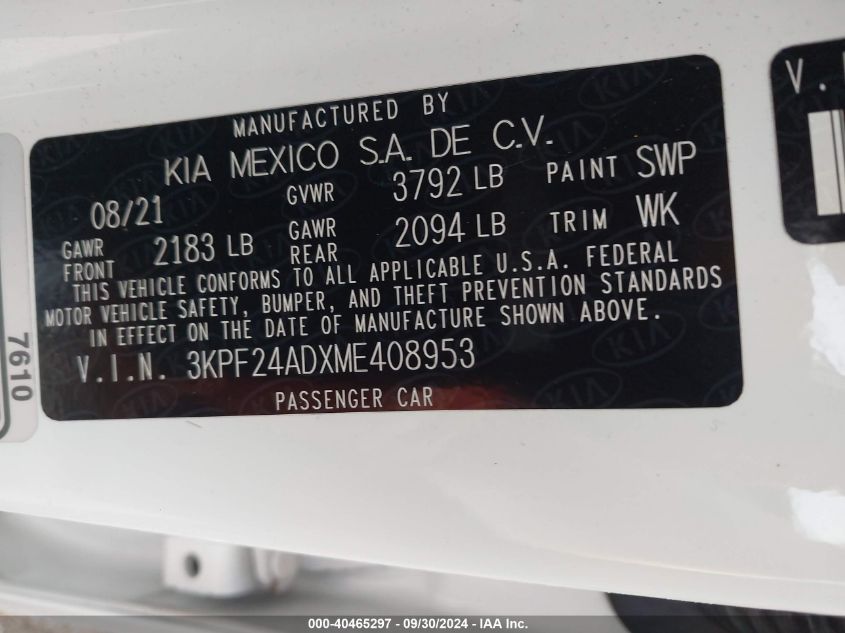 MANUFACTURED BY
KIA MEXICO S.A. DE C.V.
08/21 GVWR 3792 LB PAINT SWP
GAWR FRONT 2183 LB GAWR REAR 2094 LB TRIM WK
THIS VEHICLE CONFORMS TO ALL APPLICABLE U.S.A. FEDERAL
MOTOR VEHICLE SAFETY, BUMPER, AND THEFT PREVENTION STANDARDS
IN EFFECT ON THE DATE OF MANUFACTURE SHOWN ABOVE.
V.I.N. 3KPF24ADXME408953
PASSENGER CAR
7610
V.
000-40465297 - 09/30/2024 - IAA Inc.